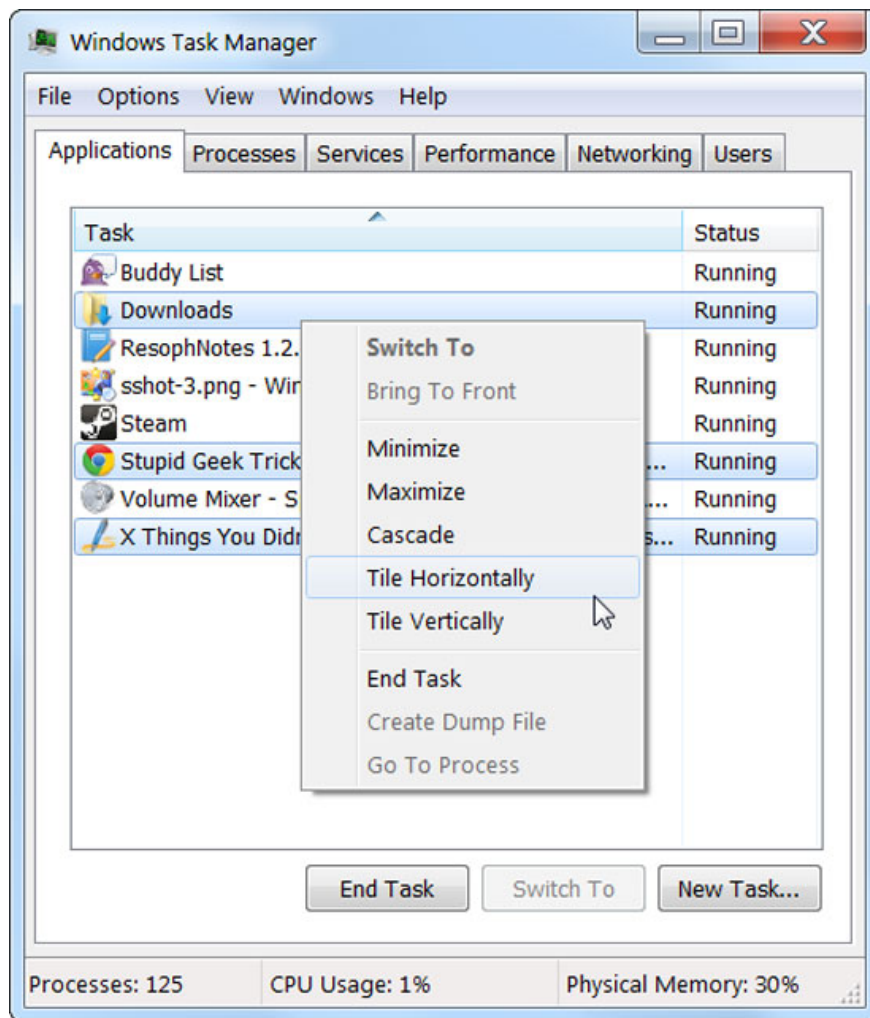 Windows Task Manager
File Options View Windows Help
Applications Processes Services Performance Networking Users
Task Status
Buddy List Running
Downloads Running
ResophNotes 1.2. Running
sshot-3.png - Win Running
Steam Running
Stupid Geek Trick ... Running
Volume Mixer - S ... Running
X Things You Didn s... Running
Switch To
Bring To Front
Minimize
Maximize
Cascade
Tile Horizontally
Tile Vertically
End Task
Create Dump File
Go To Process
End Task Switch To New Task...
Processes: 125 CPU Usage: 1% Physical Memory: 30%